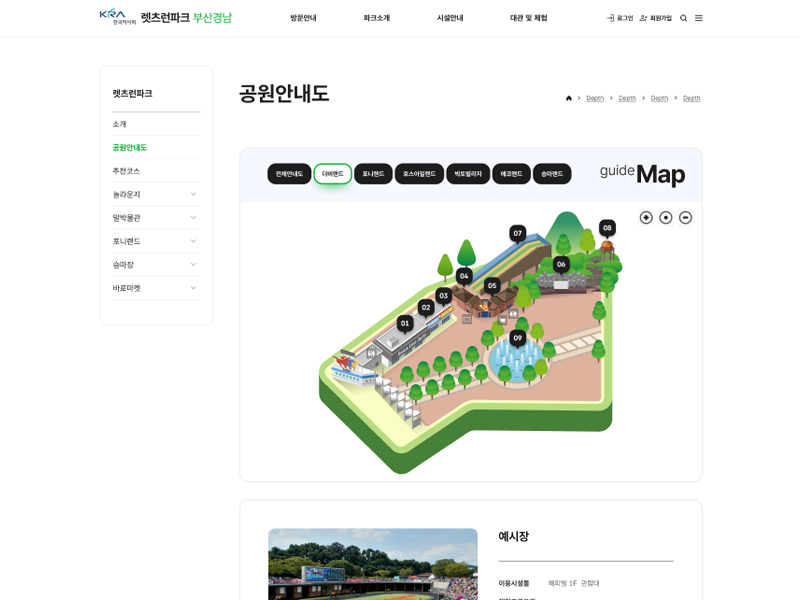 KRA 한국마사회
렛츠런파크 부산경남
방문안내
파크소개
시설안내
대관 및 체험
로그인
회원가입
렛츠런파크
소개
공원안내도
추천코스
놀라운지
말박물관
포니랜드
승마장
바로마켓
공원안내도
> Depth > Depth > Depth > Depth
전체안내도
더비랜드
포니랜드
호스아일랜드
빅토빌리지
에코랜드
승마랜드
guide Map
01
02
03
04
05
06
07
08
09
예시장
이용시설물 해피빌 1F 관람대